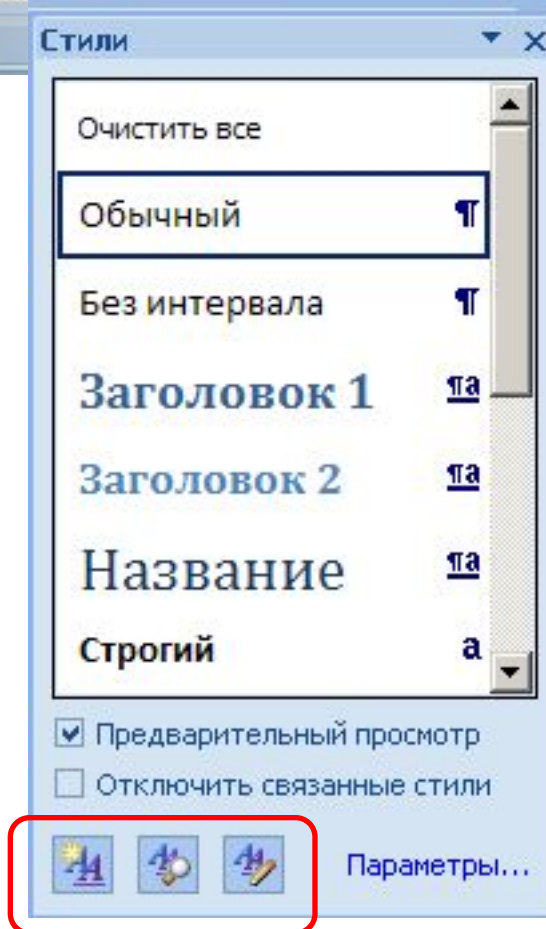 Стили
Очистить все
Обычный ¶
Без интервала ¶
Заголовок 1 ¶a
Заголовок 2 ¶a
Название ¶a
Строгий a
Предварительный просмотр
Отключить связанные стили
Параметры...